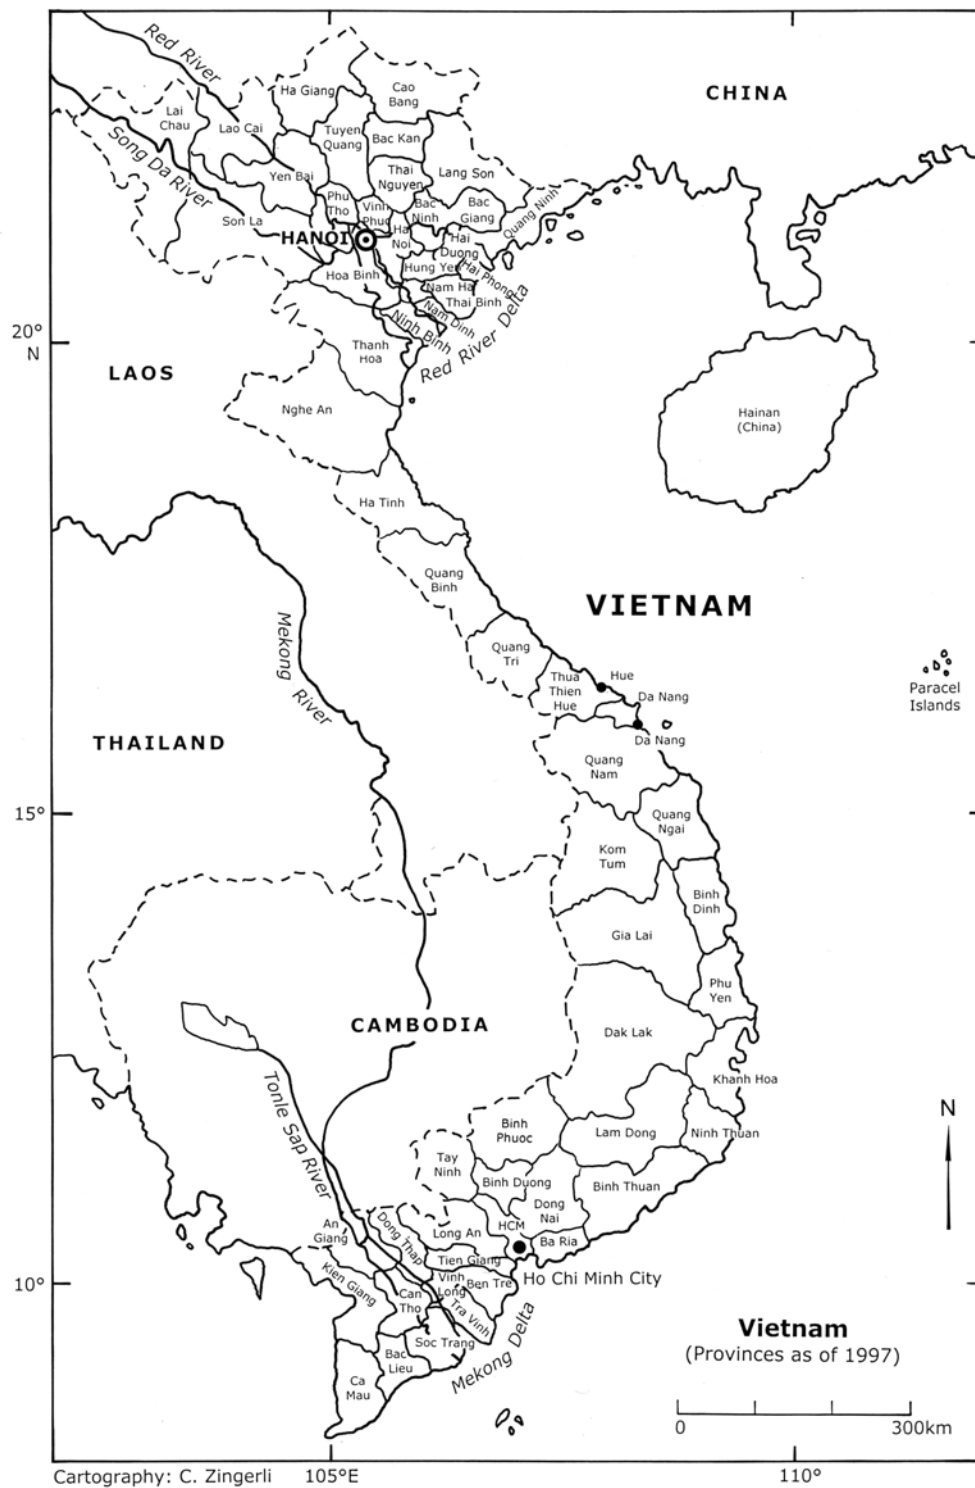 Red River
CHINA
Ha Giang
Cao
Bang
Lai
Chau
Lao Cai
Tuyen
Quang
Bac Kan
Song Da River
Yen Bai
Thai
Nguyen
Lang Son
Phu
Tho
Vinh
Phuc
Bac
Ninh
Bac
Giang
Quang Ninh
Son La
HANOI
Ha
Noi
Hai
Duong
Hoa Binh
Hung Yen
Hai Phong
Nam Ha
Thai Binh
Nam Dinh
Ninh Binh
Red River Delta
20°
N
Thanh
Hoa
LAOS
Nghe An
Hainan
(China)
Ha Tinh
Quang
Binh
VIETNAM
Mekong River
Quang
Tri
Thua
Thien
Hue
Hue
Da Nang
Da Nang
Paracel
Islands
THAILAND
Quang
Nam
15°
Quang
Ngai
Kom
Tum
Binh
Dinh
Gia Lai
Phu
Yen
CAMBODIA
Dak Lak
Khanh Hoa
Tonle Sap River
N
Binh
Phuoc
Lam Dong
Ninh Thuan
Tay
Ninh
Binh Duong
Binh Thuan
Dong
Nai
An
Giang
Dong Thap
Long An
HCM
Ba Ria
Kien Giang
Tien Giang
10°
Vinh
Long
Ben Tre
Ho Chi Minh City
Can
Tho
Tra Vinh
Soc Trang
Mekong Delta
Bac
Lieu
Ca
Mau
Vietnam
(Provinces as of 1997)
0
300km
Cartography: C. Zingerli
105°E
110°